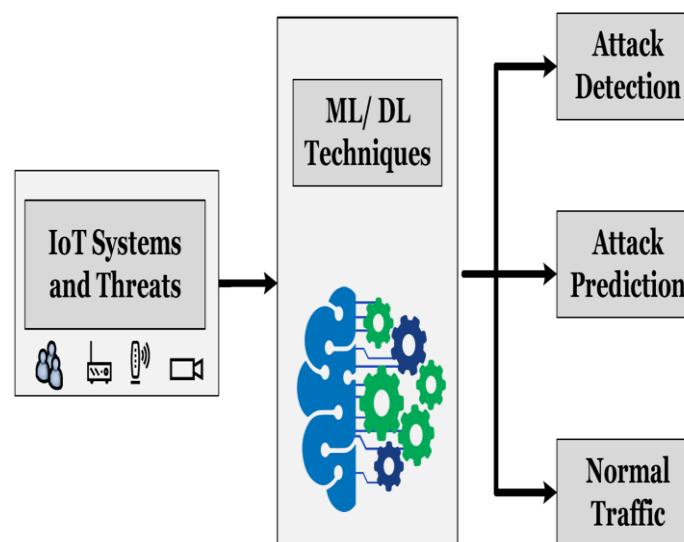 IoT Systems
and Threats
ML/ DL
Techniques
Attack
Detection
Attack
Prediction
Normal
Traffic